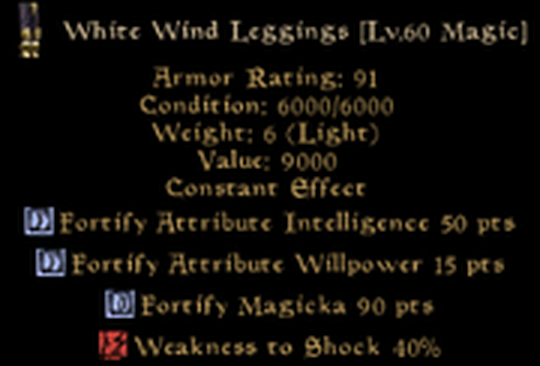 White Wind Leggings [Lv.60 Magic]
Armor Rating: 91
Condition: 6000/6000
Weight: 6 (Light)
Value: 9000
Constant Effect
Fortify Attribute Intelligence 50 pts
Fortify Attribute Willpower 15 pts
Fortify Magicka 90 pts
Weakness to Shock 40%